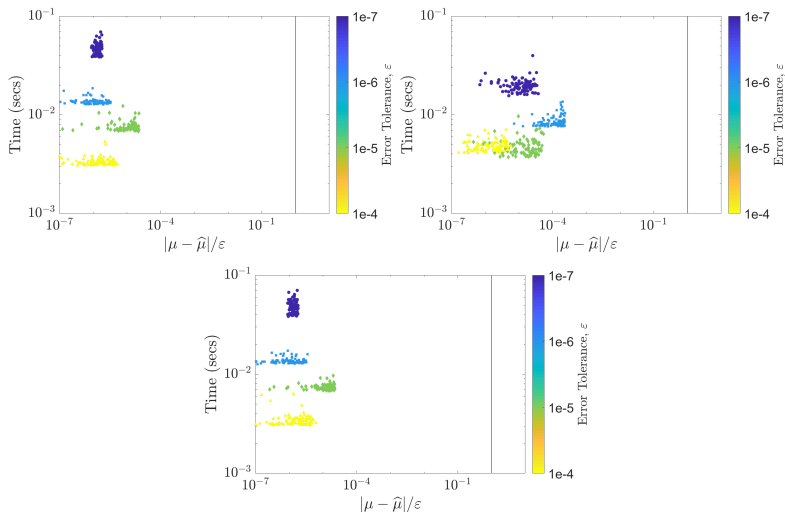 10⁻¹
10⁻²
10⁻³
Time (secs)
10⁻⁷
10⁻⁴
10⁻¹
|μ − μ̂|/ε
1e-7
1e-6
1e-5
1e-4
Error Tolerance, ε
10⁻¹
10⁻²
10⁻³
Time (secs)
10⁻⁷
10⁻⁴
10⁻¹
|μ − μ̂|/ε
1e-7
1e-6
1e-5
1e-4
Error Tolerance, ε
10⁻¹
10⁻²
10⁻³
Time (secs)
10⁻⁷
10⁻⁴
10⁻¹
|μ − μ̂|/ε
1e-7
1e-6
1e-5
1e-4
Error Tolerance, ε